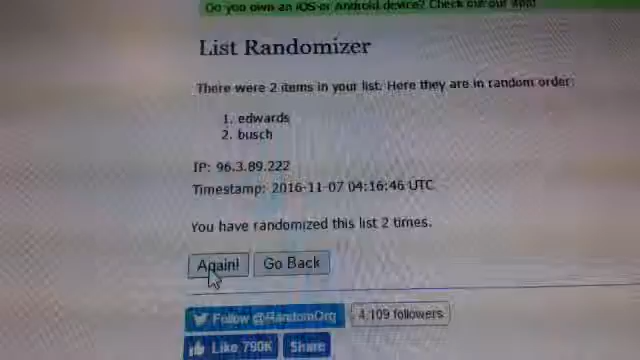 Do you own an iOS or Android device? Check out our app!
List Randomizer
There were 2 items in your list. Here they are in random order:
1. edwards
2. busch
IP: 96.3.89.222
Timestamp: 2016-11-07 04:16:46 UTC
You have randomized this list 2 times.
Again! Go Back
Follow @RandomOrg 4,109 followers
Like 790K Share